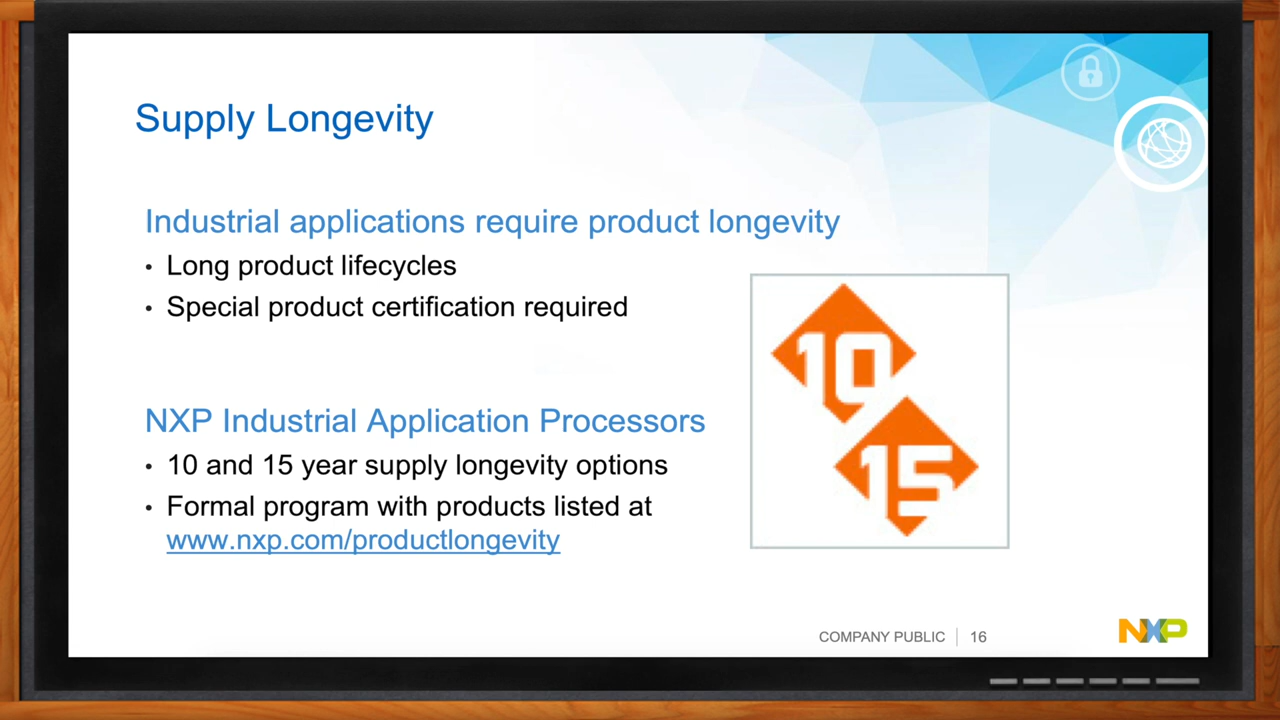 Supply Longevity
Industrial applications require product longevity
• Long product lifecycles
• Special product certification required
NXP Industrial Application Processors
• 10 and 15 year supply longevity options
• Formal program with products listed at
www.nxp.com/productlongevity
10
15
COMPANY PUBLIC | 16
NXP